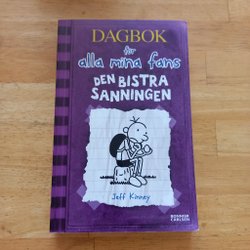 DAGBOK
för
alla mina fans
DEN BISTRA
SANNINGEN
Jeff Kinney
BONNIER
CARLSEN